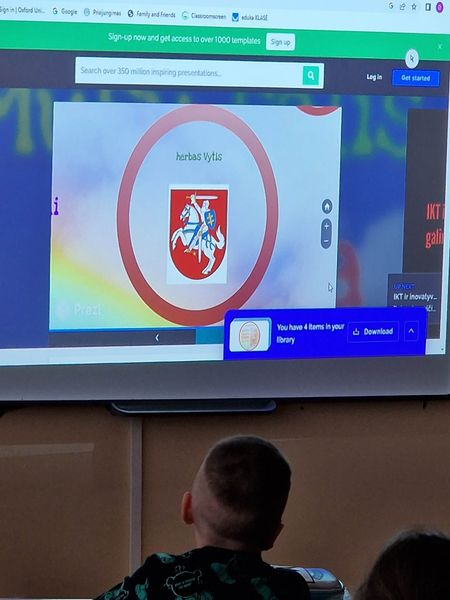 Sign in | Oxford Uni... Google Prisijungimas Family and Friends Classroomscreen eduka KLASĖ
Sign-up now and get access to over 1000 templates Sign up
Search over 350 million inspiring presentations...
Log in Get started
herbas Vytis
IKT i
galin
Prezi
UP NEXT
IKT ir inovatyv...
You have 4 items in your
library
Download